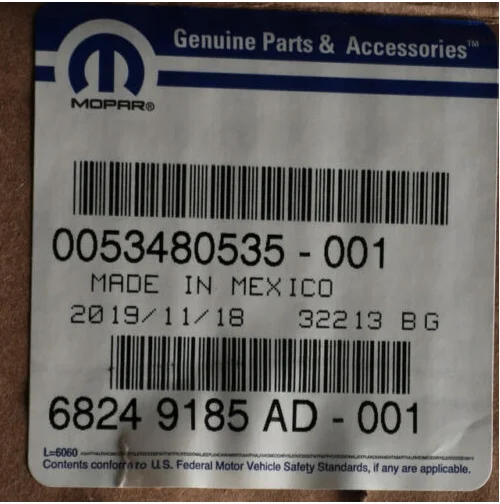 Genuine Parts & Accessories™
MOPAR®
0053480535 - 001
MADE IN MEXICO
2019/11/18 32213 BG
6824 9185 AD - 001
L=6060
Contents conform to U.S. Federal Motor Vehicle Safety Standards, if any are applicable.